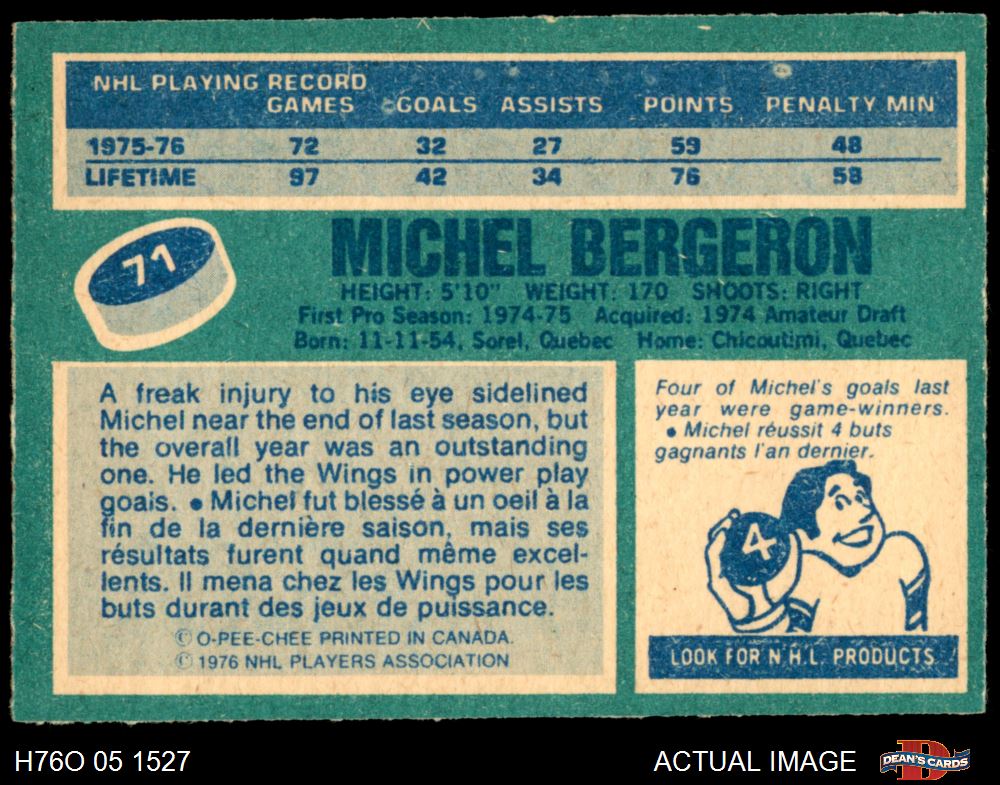 NHL PLAYING RECORD
GAMES GOALS ASSISTS POINTS PENALTY MIN
1975-76 72 32 27 59 48
LIFETIME 97 42 34 76 58
71
MICHEL BERGERON
HEIGHT: 5'10" WEIGHT: 170 SHOOTS: RIGHT
First Pro Season: 1974-75 Acquired: 1974 Amateur Draft
Born: 11-11-54, Sorel, Quebec Home: Chicoutimi, Quebec
A freak injury to his eye sidelined
Michel near the end of last season, but
the overall year was an outstanding
one. He led the Wings in power play
goals. ● Michel fut blessé à un oeil à la
fin de la dernière saison, mais ses
résultats furent quand même excel-
lents. Il mena chez les Wings pour les
buts durant des jeux de puissance.
© O-PEE-CHEE PRINTED IN CANADA.
© 1976 NHL PLAYERS ASSOCIATION
Four of Michel's goals last
year were game-winners.
● Michel réussit 4 buts
gagnants l'an dernier.
4
LOOK FOR N.H.L. PRODUCTS
H76O 05 1527
ACTUAL IMAGE
D
DEAN'S CARDS